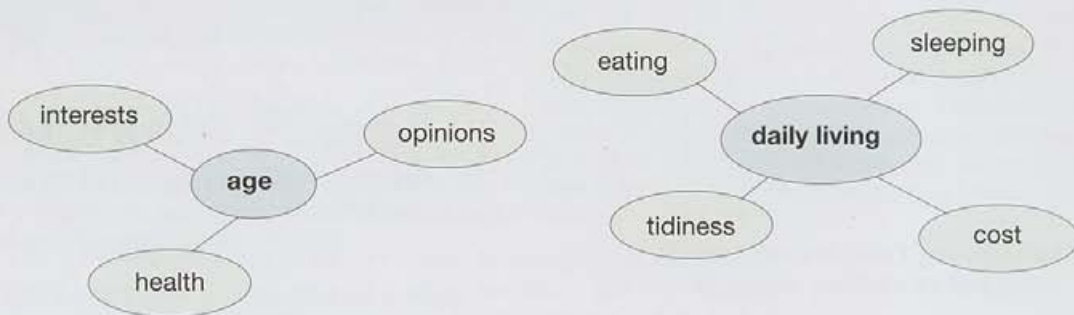 interests
opinions
age
health
eating
sleeping
daily living
tidiness
cost